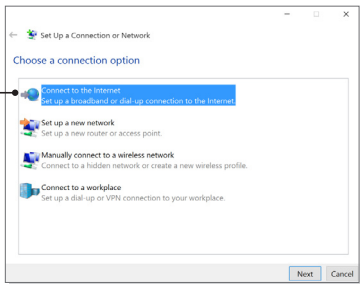 Set Up a Connection or Network
Choose a connection option
Connect to the Internet
Set up a broadband or dial-up connection to the Internet.
Set up a new network
Set up a new router or access point.
Manually connect to a wireless network
Connect to a hidden network or create a new wireless profile.
Connect to a workplace
Set up a dial-up or VPN connection to your workplace.
Next Cancel